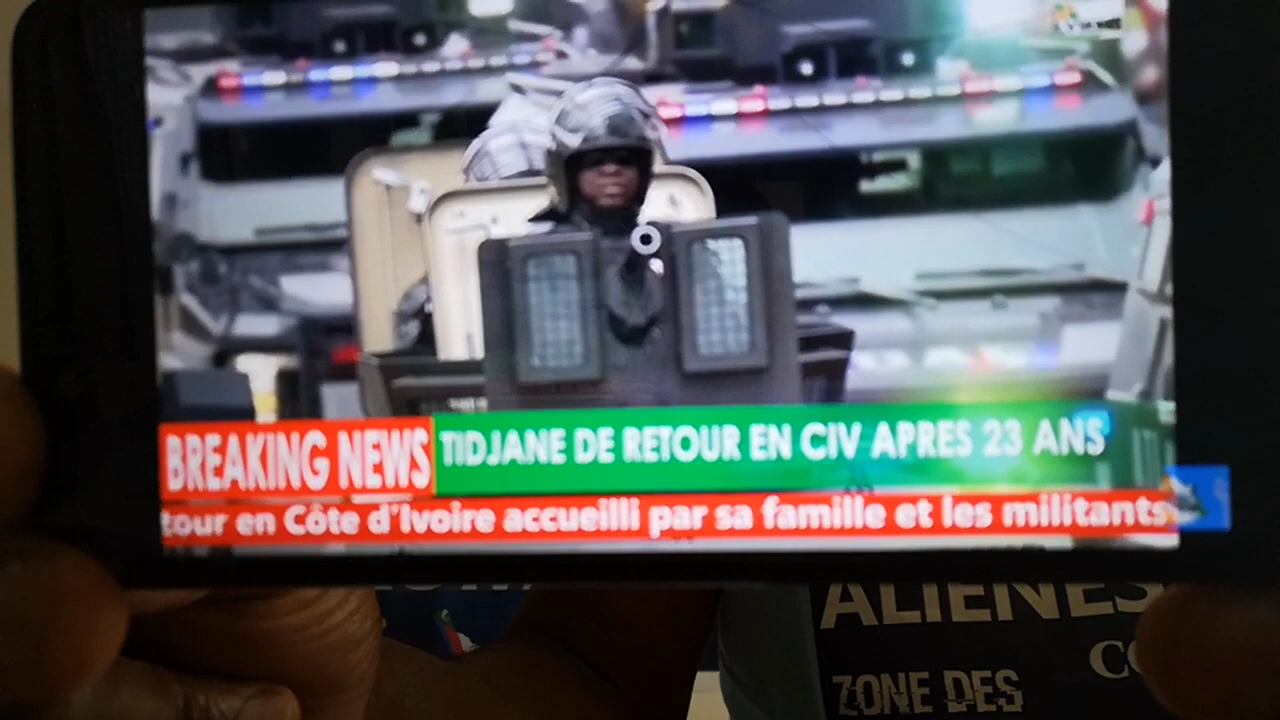 BREAKING NEWS
TIDJANE DE RETOUR EN CIV APRES 23 ANS
tour en Côte d'Ivoire accueilli par sa famille et les militants
ALIENES
ZONE DES